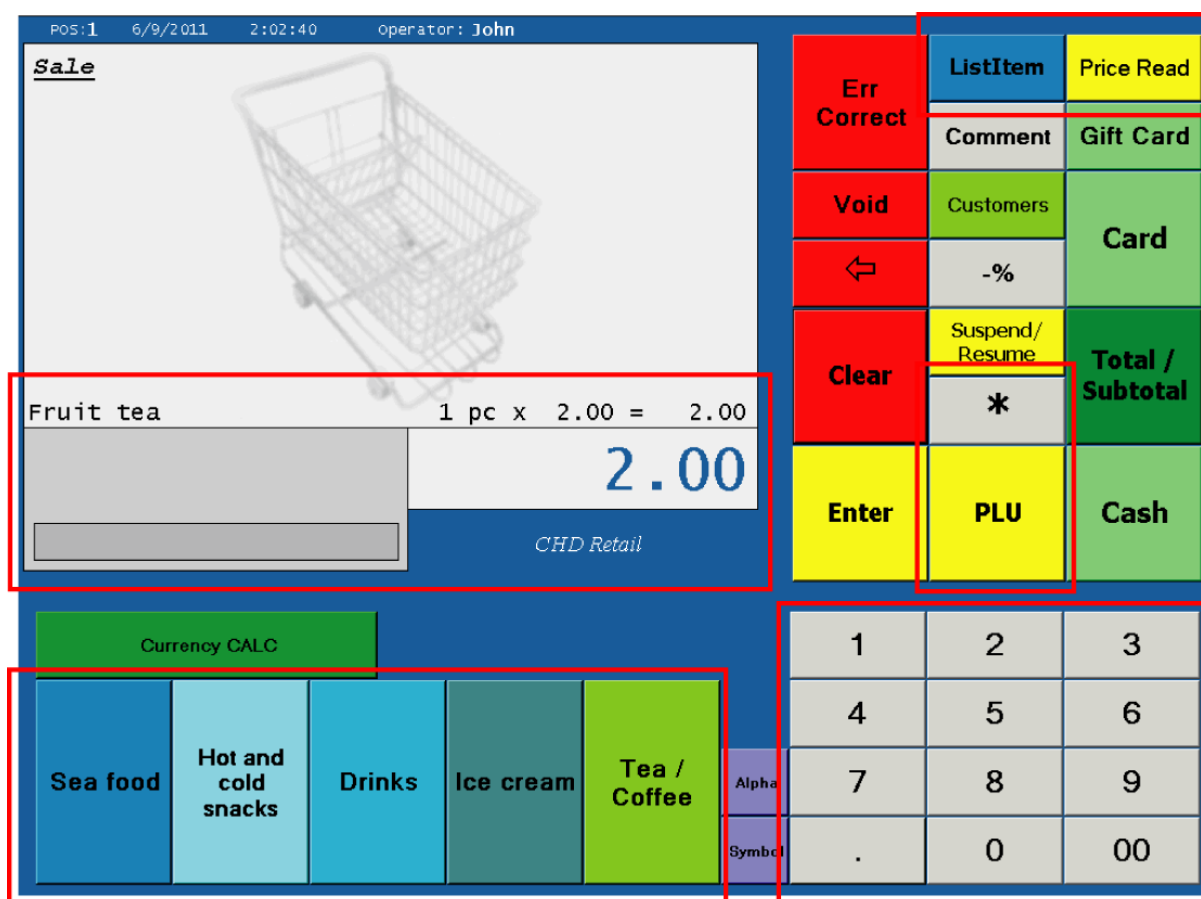 POS:1 6/9/2011 2:02:40 Operator: John
Sale
Fruit tea 1 pc x 2.00 = 2.00
2.00
CHD Retail
Err
Correct
ListItem
Price Read
Comment
Gift Card
Void
Customers
Card
⇦
-%
Clear
Suspend/
Resume
Total /
Subtotal
*
Enter
PLU
Cash
Currency CALC
Sea food
Hot and
cold
snacks
Drinks
Ice cream
Tea /
Coffee
Alpha
Symbol
1 2 3
4 5 6
7 8 9
. 0 00